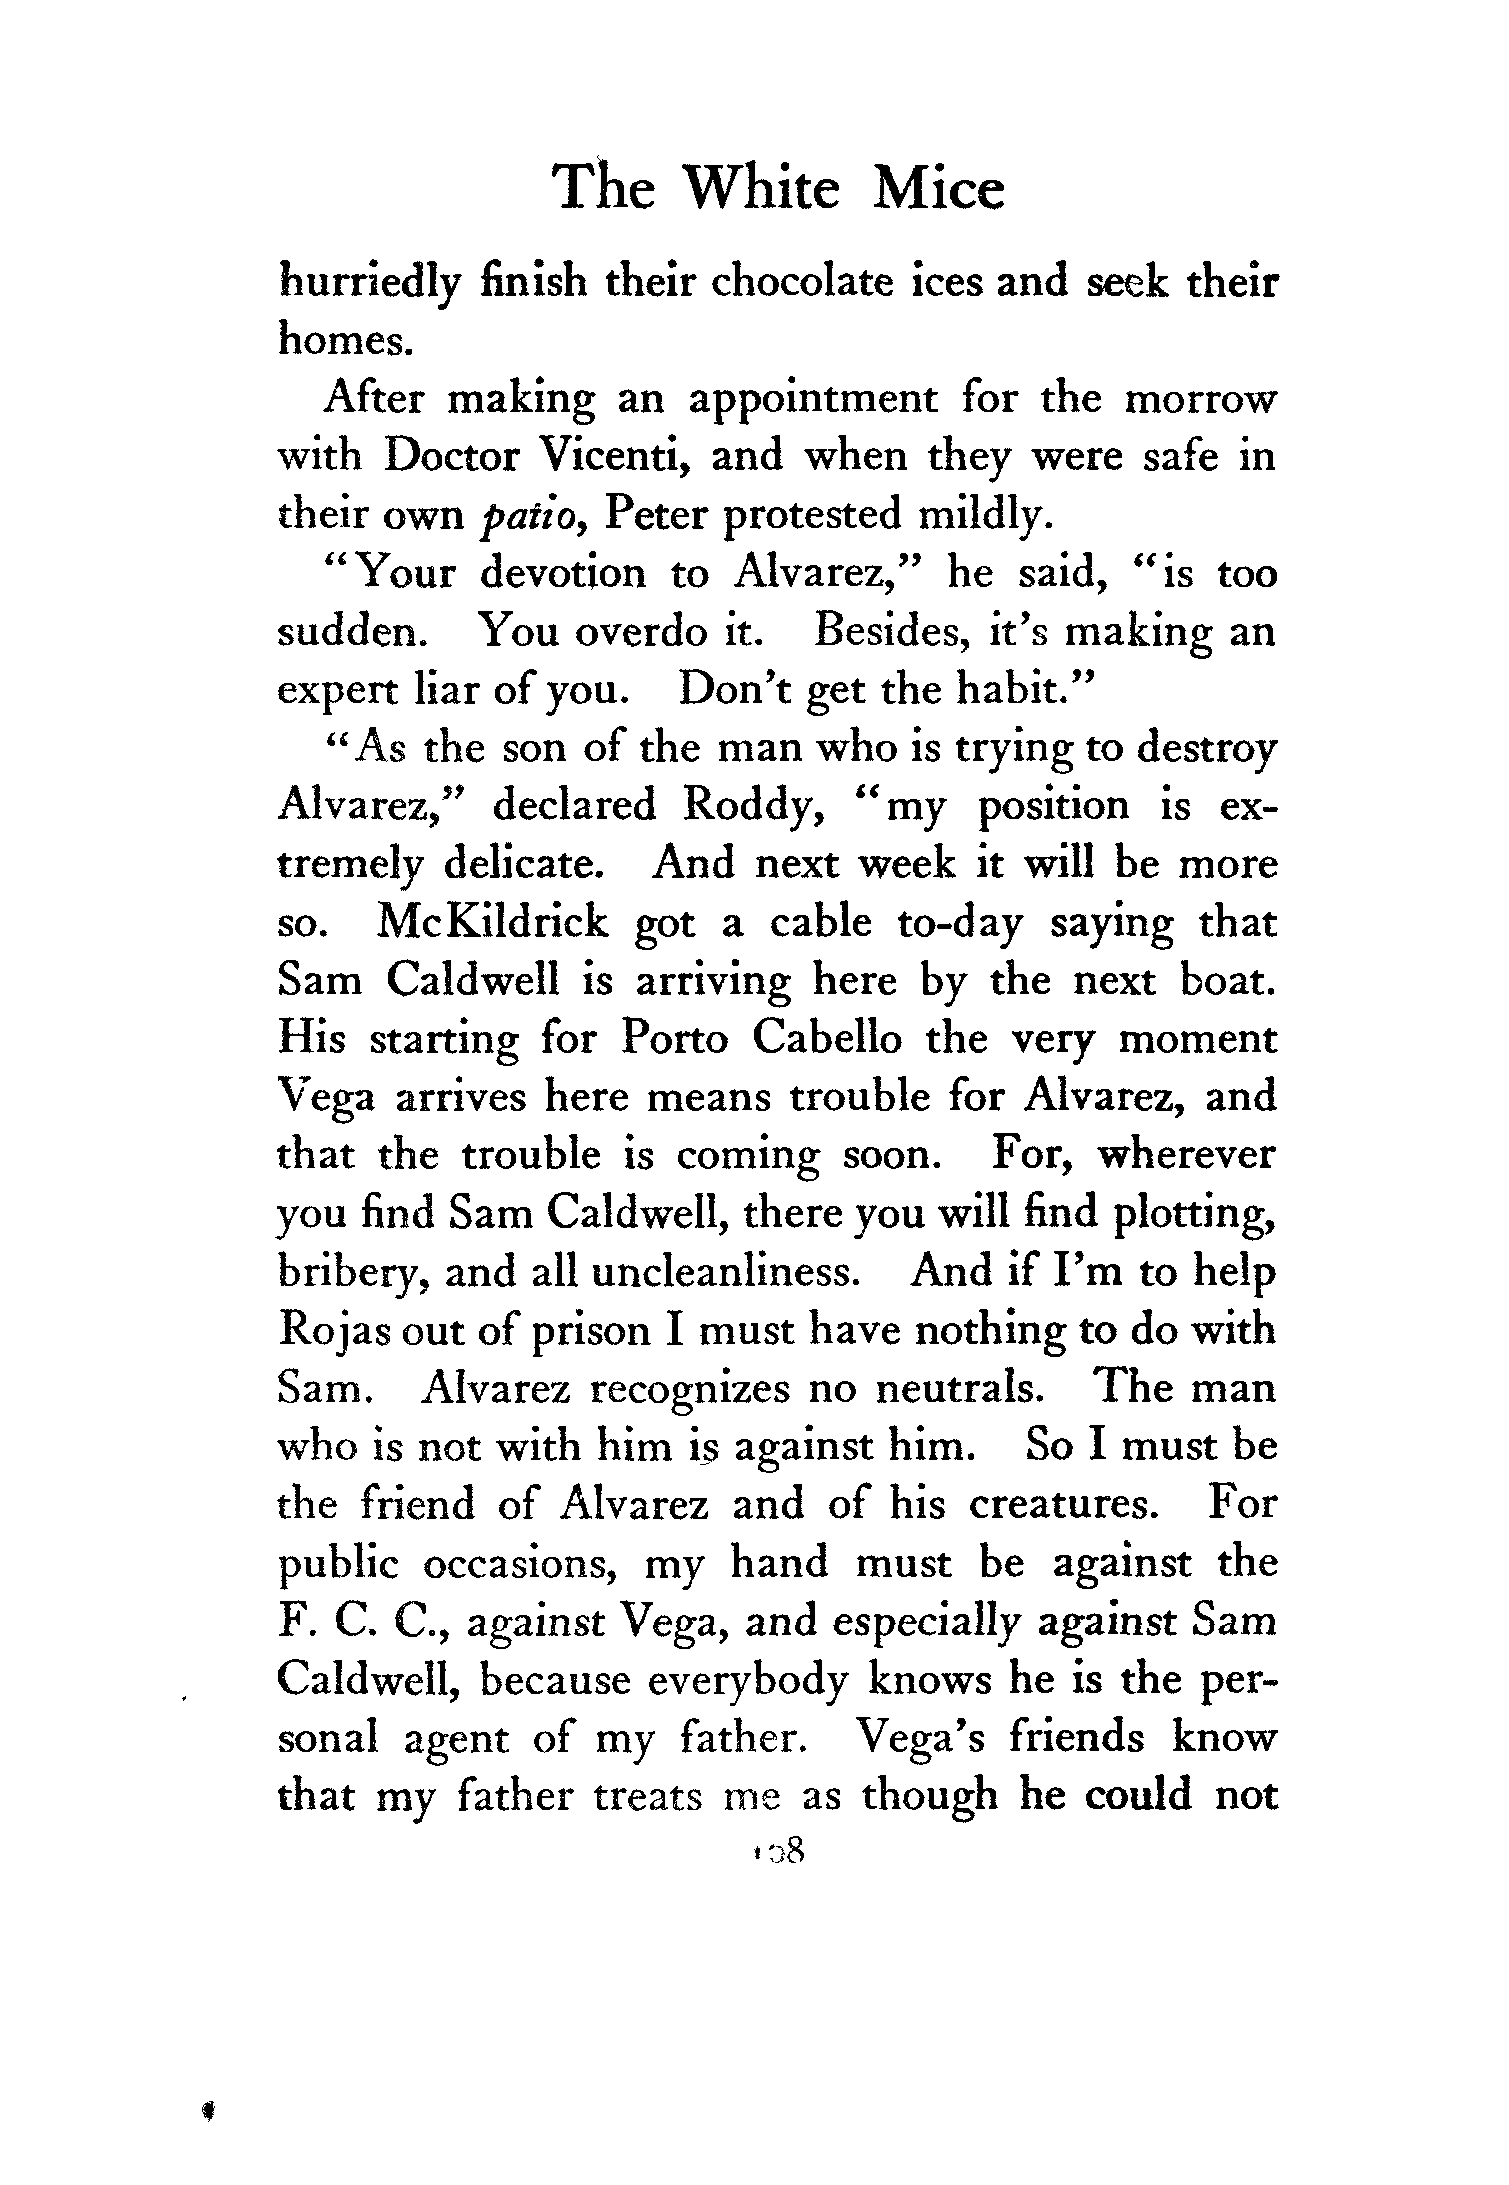 The White Mice
hurriedly finish their chocolate ices and seek their
homes.
After making an appointment for the morrow
with Doctor Vicenti, and when they were safe in
their own patio, Peter protested mildly.
“Your devotion to Alvarez,” he said, “is too
sudden. You overdo it. Besides, it’s making an
expert liar of you. Don’t get the habit.”
“As the son of the man who is trying to destroy
Alvarez,” declared Roddy, “my position is ex-
tremely delicate. And next week it will be more
so. McKildrick got a cable to-day saying that
Sam Caldwell is arriving here by the next boat.
His starting for Porto Cabello the very moment
Vega arrives here means trouble for Alvarez, and
that the trouble is coming soon. For, wherever
you find Sam Caldwell, there you will find plotting,
bribery, and all uncleanliness. And if I’m to help
Rojas out of prison I must have nothing to do with
Sam. Alvarez recognizes no neutrals. The man
who is not with him is against him. So I must be
the friend of Alvarez and of his creatures. For
public occasions, my hand must be against the
F. C. C., against Vega, and especially against Sam
Caldwell, because everybody knows he is the per-
sonal agent of my father. Vega’s friends know
that my father treats me as though he could not
108